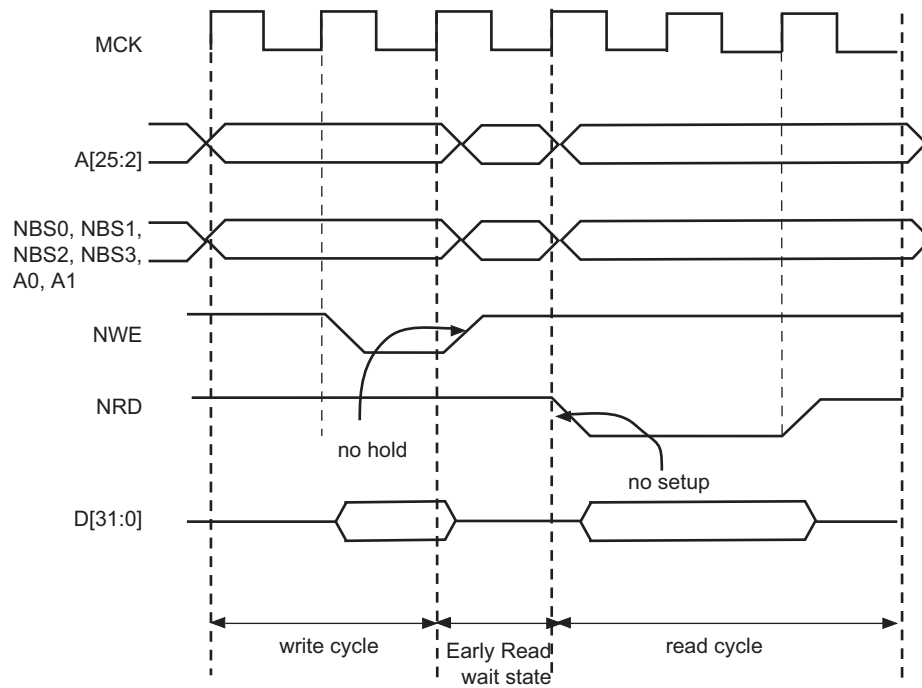 MCK
A[25:2]
NBS0, NBS1,
NBS2, NBS3,
A0, A1
NWE
NRD
no hold
no setup
D[31:0]
write cycle
Early Read
wait state
read cycle